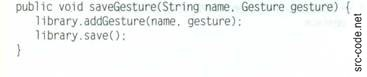 public void saveGesture(String name, Gesture gesture) {
library.addGesture(name, gesture);
library.save();
}
src-code.net